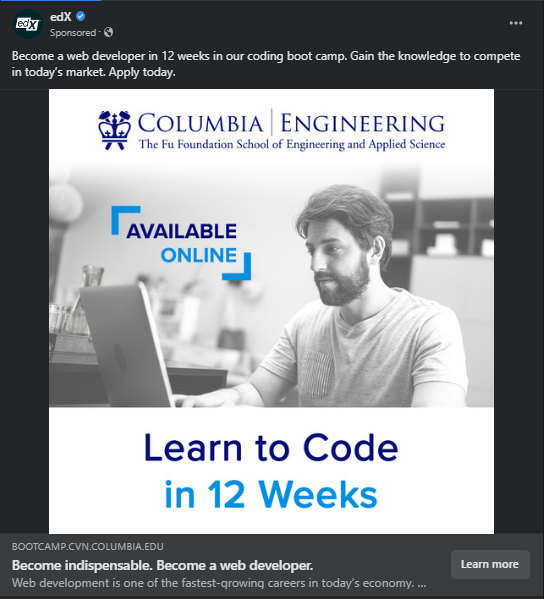 edX
edX
Sponsored ·
Become a web developer in 12 weeks in our coding boot camp. Gain the knowledge to compete
in today's market. Apply today.
COLUMBIA | ENGINEERING
The Fu Foundation School of Engineering and Applied Science
AVAILABLE
ONLINE
Learn to Code
in 12 Weeks
BOOTCAMP.CVN.COLUMBIA.EDU
Become indispensable. Become a web developer.
Learn more
Web development is one of the fastest-growing careers in today's economy. ...